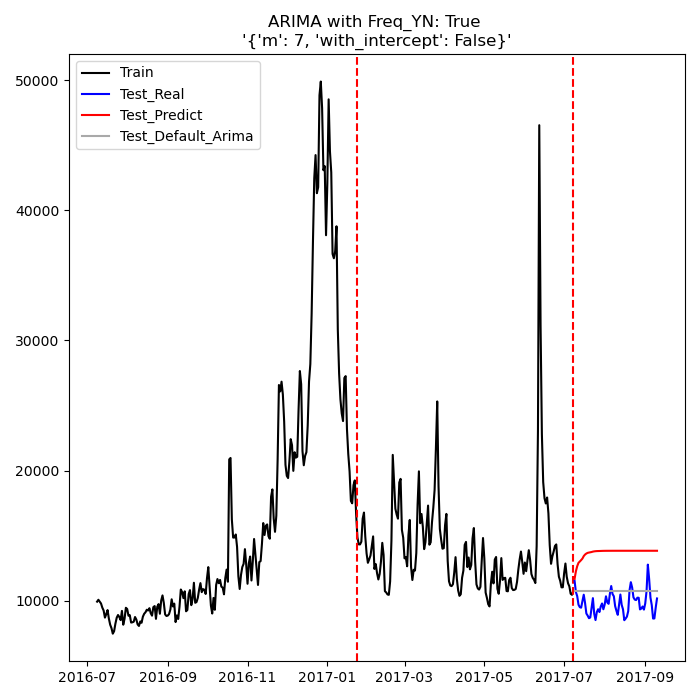 ARIMA with Freq_YN: True
'{'m': 7, 'with_intercept': False}'
Train
Test_Real
Test_Predict
Test_Default_Arima
50000
40000
30000
20000
10000
2016-07
2016-09
2016-11
2017-01
2017-03
2017-05
2017-07
2017-09